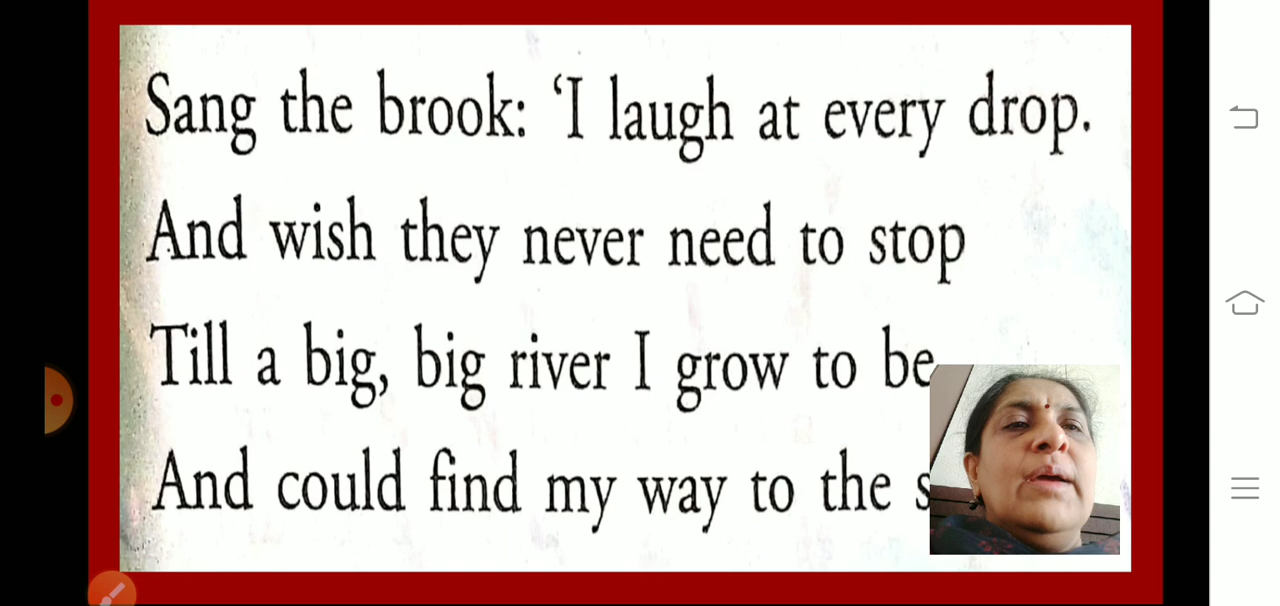 Sang the brook: ‘I laugh at every drop.
And wish they never need to stop
Till a big, big river I grow to be
And could find my way to the